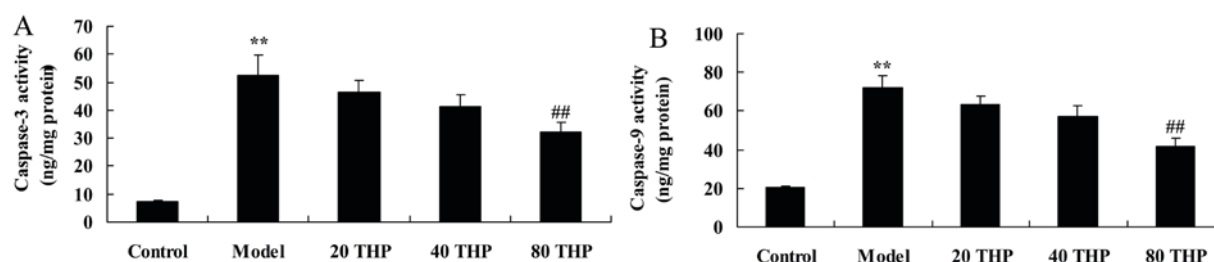 A
Caspase-3 activity
(ng/mg protein)
70
60
50
40
30
20
10
0
**
##
Control Model 20 THP 40 THP 80 THP
B
Caspase-9 activity
(ng/mg protein)
100
80
60
40
20
0
**
##
Control Model 20 THP 40 THP 80 THP